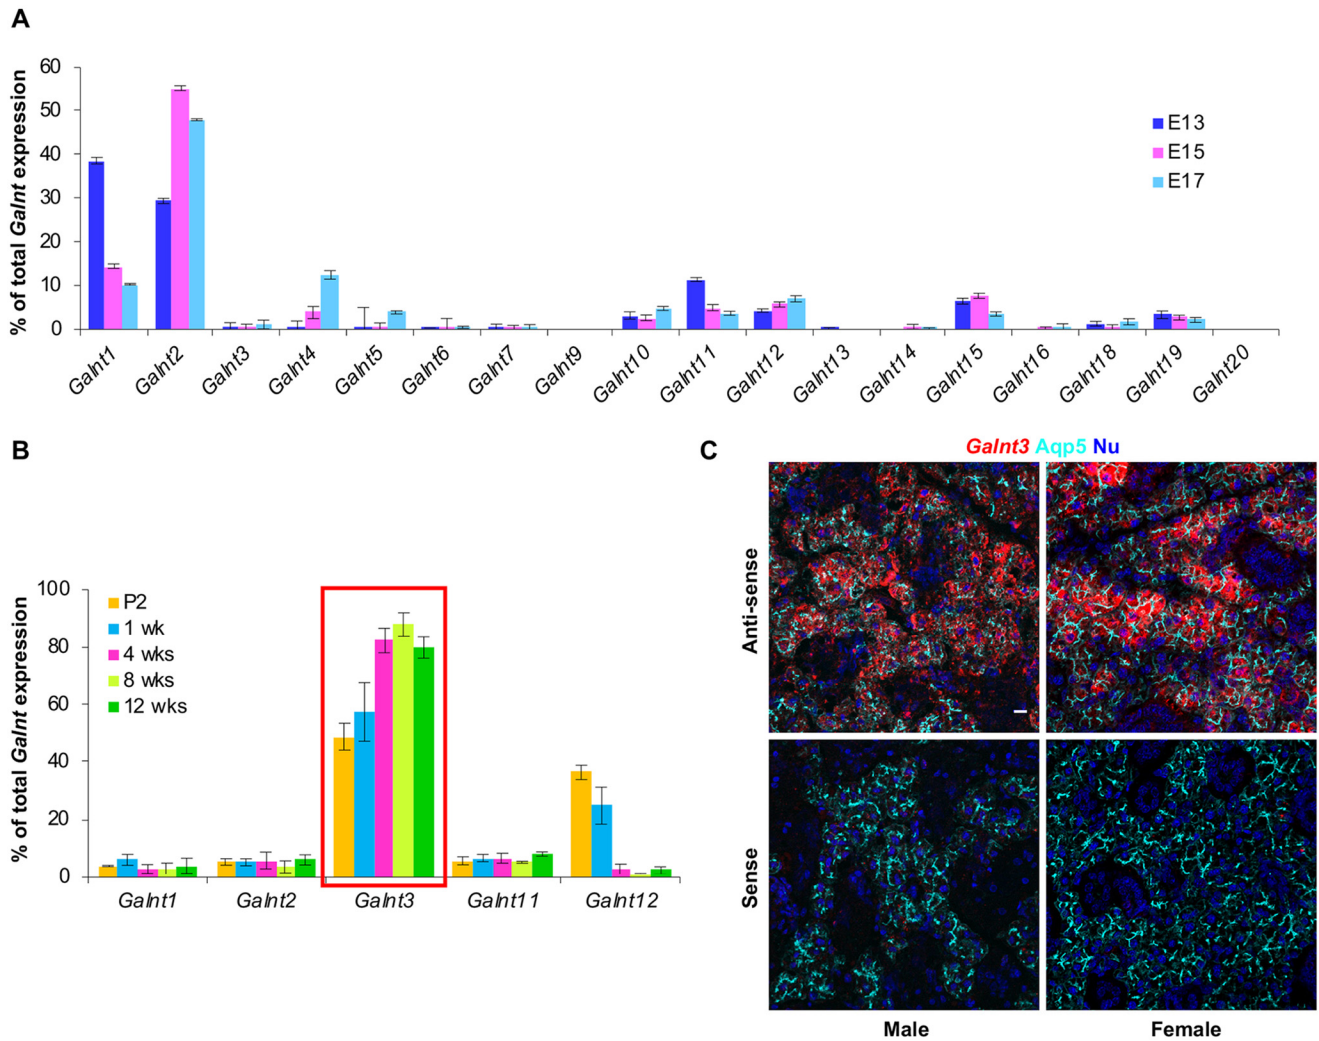 A
% of total Galnt expression
60
50
40
30
20
10
0
E13
E15
E17
Galnt1
Galnt2
Galnt3
Galnt4
Galnt5
Galnt6
Galnt7
Galnt9
Galnt10
Galnt11
Galnt12
Galnt13
Galnt14
Galnt15
Galnt16
Galnt18
Galnt19
Galnt20
B
% of total Galnt expression
100
80
60
40
20
0
P2
1 wk
4 wks
8 wks
12 wks
Galnt1
Galnt2
Galnt3
Galnt11
Galnt12
C
Galnt3 Aqp5 Nu
Anti-sense
Sense
Male
Female